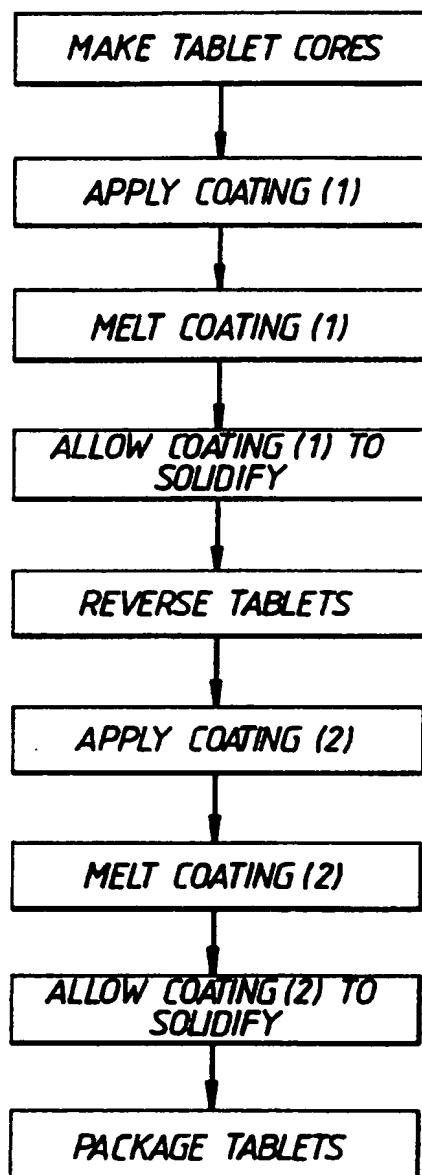 MAKE TABLET CORES
APPLY COATING (1)
MELT COATING (1)
ALLOW COATING (1) TO
SOLIDIFY
REVERSE TABLETS
APPLY COATING (2)
MELT COATING (2)
ALLOW COATING (2) TO
SOLIDIFY
PACKAGE TABLETS